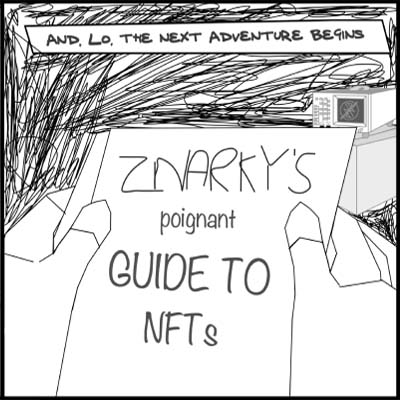 AND, LO, THE NEXT ADVENTURE BEGINS
ZNARKY'S
poignant
GUIDE TO
NFTs